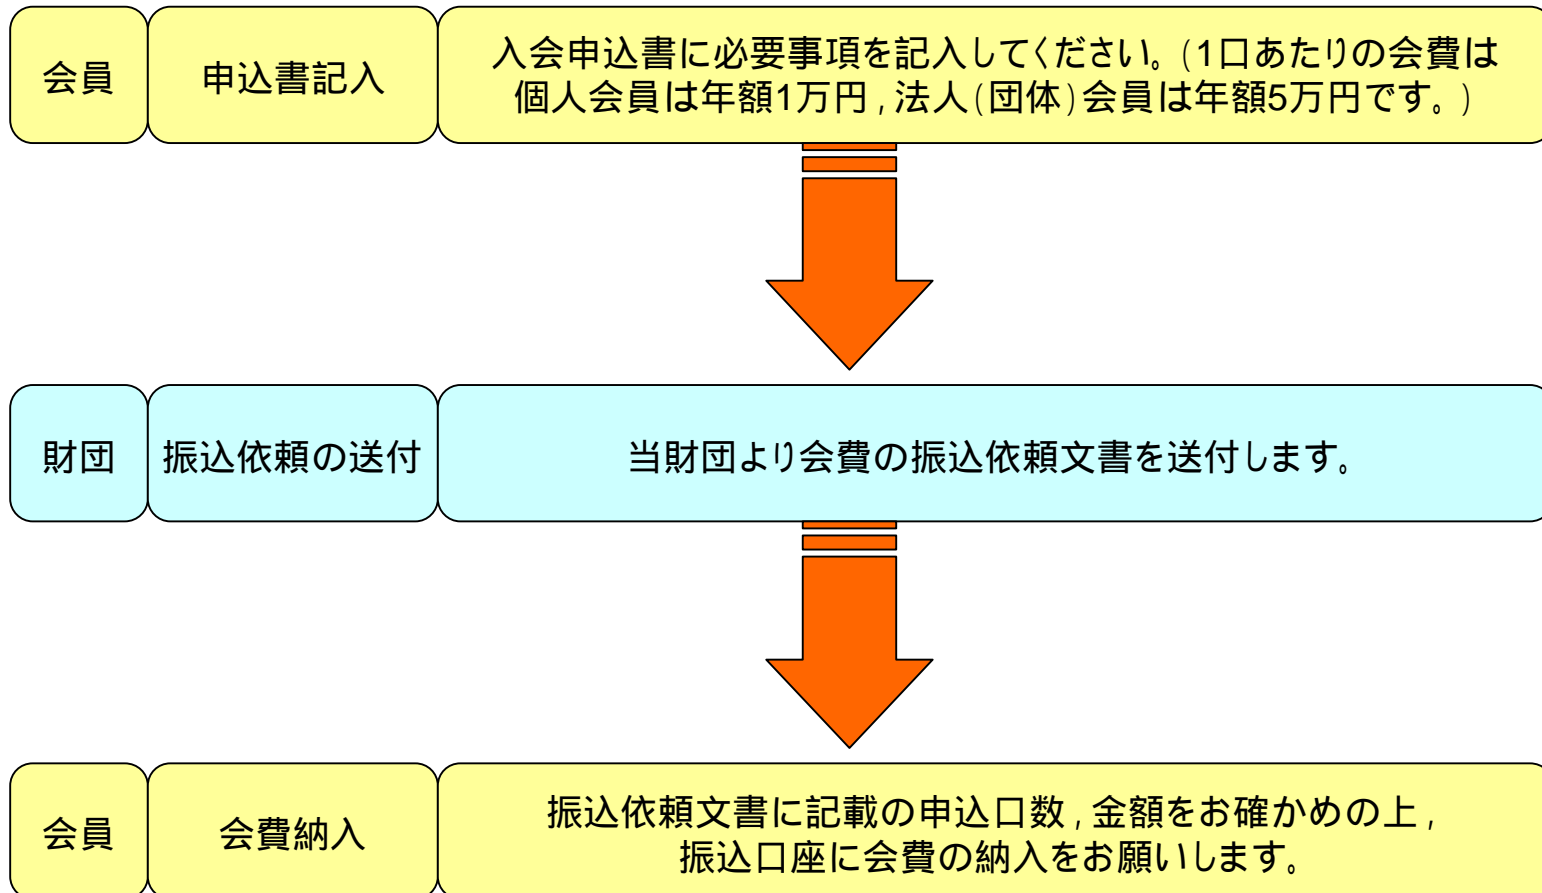 会員
申込書記入
入会申込書に必要事項を記入してください。(1口あたりの会費は
個人会員は年額1万円,法人(団体)会員は年額5万円です。)
財団
振込依頼の送付
当財団より会費の振込依頼文書を送付します。
会員
会費納入
振込依頼文書に記載の申込口数,金額をお確かめの上,
振込口座に会費の納入をお願いします。